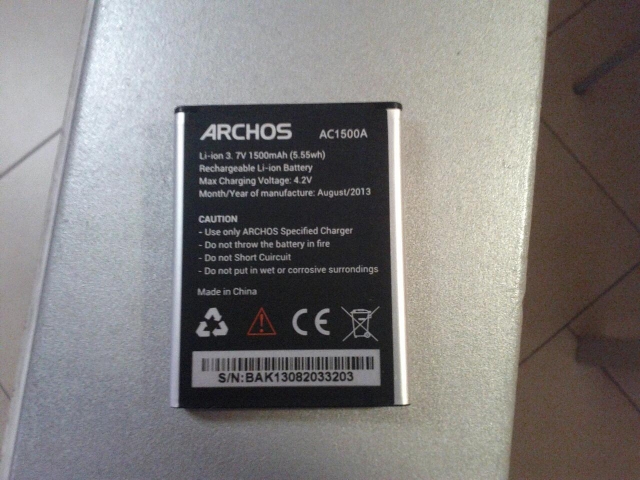 ARCHOS AC1500A
Li-ion 3. 7V 1500mAh (5.55wh)
Rechargeable Li-ion Battery
Max Charging Voltage: 4.2V
Month/Year of manufacture: August/2013
CAUTION
- Use only ARCHOS Specified Charger
- Do not throw the battery in fire
- Do not Short Cuircuit
- Do not put in wet or corrosive surrondings
Made in China
CE
S/N:BAK13082033203